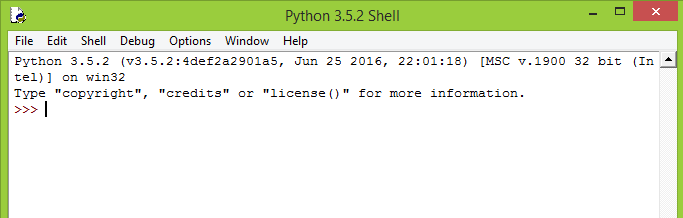 Python 3.5.2 Shell
File Edit Shell Debug Options Window Help
Python 3.5.2 (v3.5.2:4def2a2901a5, Jun 25 2016, 22:01:18) [MSC v.1900 32 bit (In
tel)] on win32
Type "copyright", "credits" or "license()" for more information.
>>>